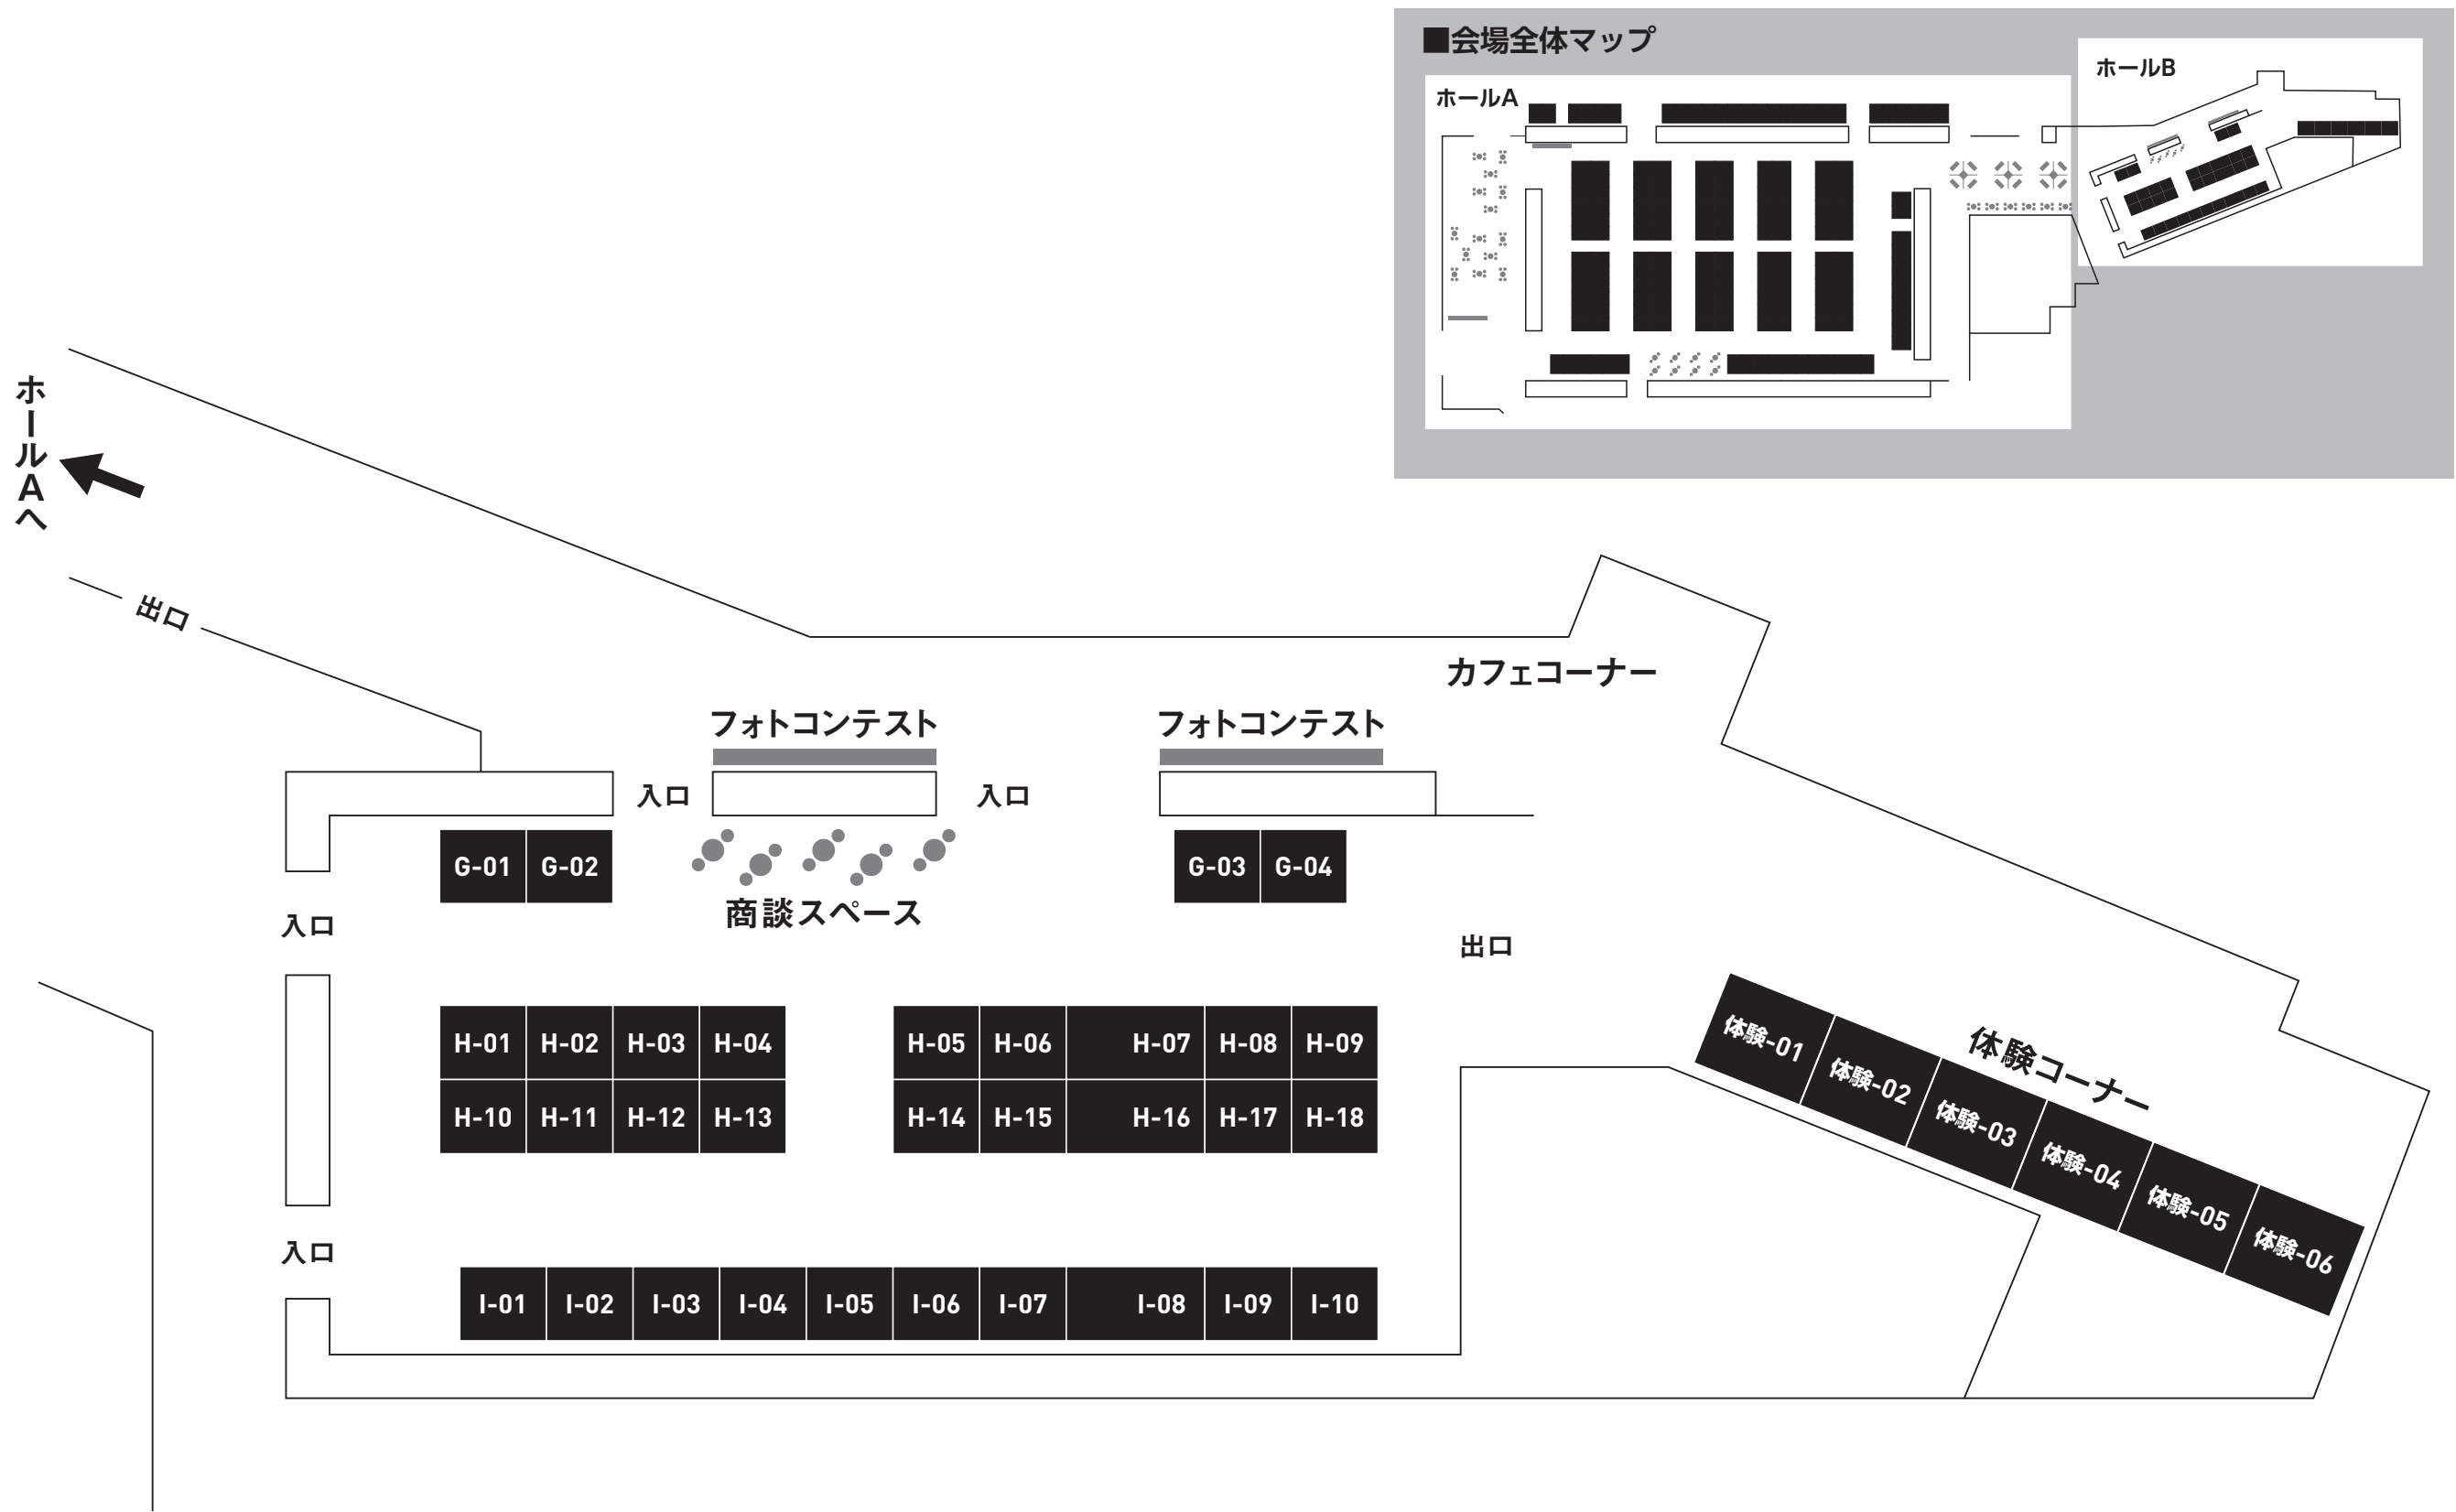 ■会場全体マップ
ホールA
ホールB
ホールAへ
出口
カフェコーナー
フォトコンテスト
フォトコンテスト
入口
入口
G-01
G-02
G-03
G-04
商談スペース
入口
出口
H-01
H-02
H-03
H-04
H-05
H-06
H-07
H-08
H-09
H-10
H-11
H-12
H-13
H-14
H-15
H-16
H-17
H-18
体験コーナー
体験-01
体験-02
体験-03
体験-04
体験-05
体験-06
入口
I-01
I-02
I-03
I-04
I-05
I-06
I-07
I-08
I-09
I-10